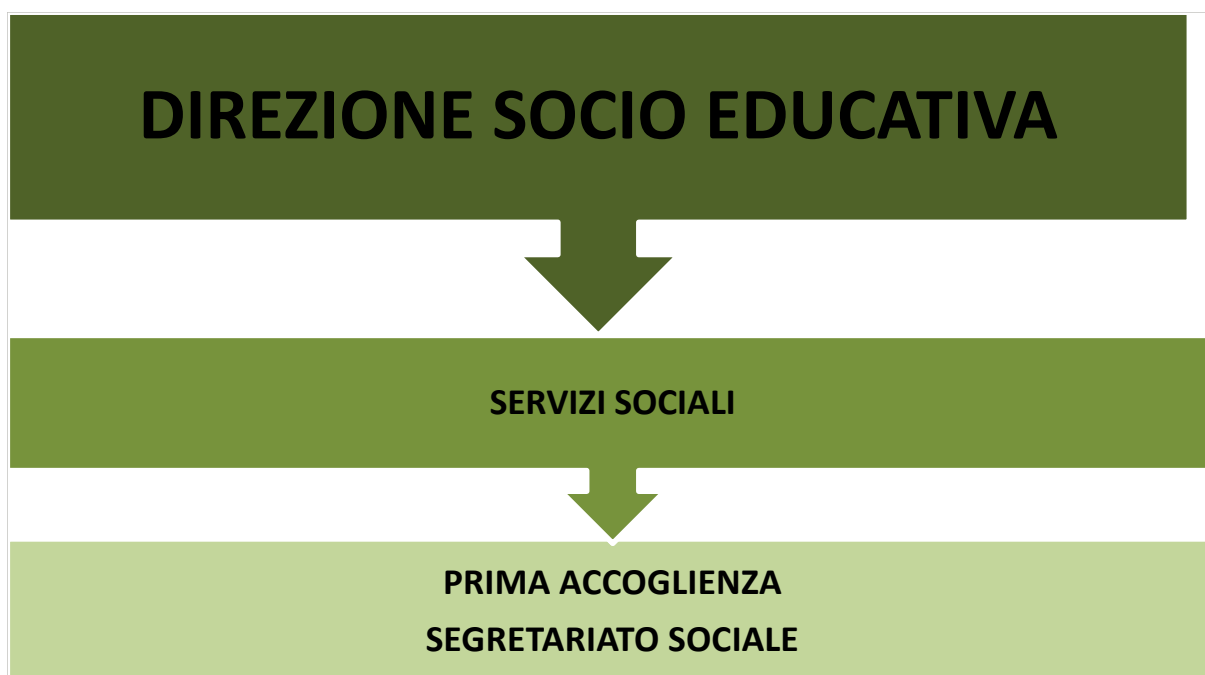 DIREZIONE SOCIO EDUCATIVA
SERVIZI SOCIALI
PRIMA ACCOGLIENZA
SEGRETARIATO SOCIALE